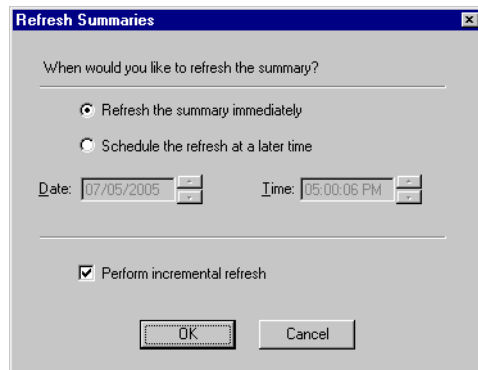 Refresh Summaries
When would you like to refresh the summary?
Refresh the summary immediately
Schedule the refresh at a later time
Date: 07/05/2005 Time: 05:00:06 PM
Perform incremental refresh
OK Cancel